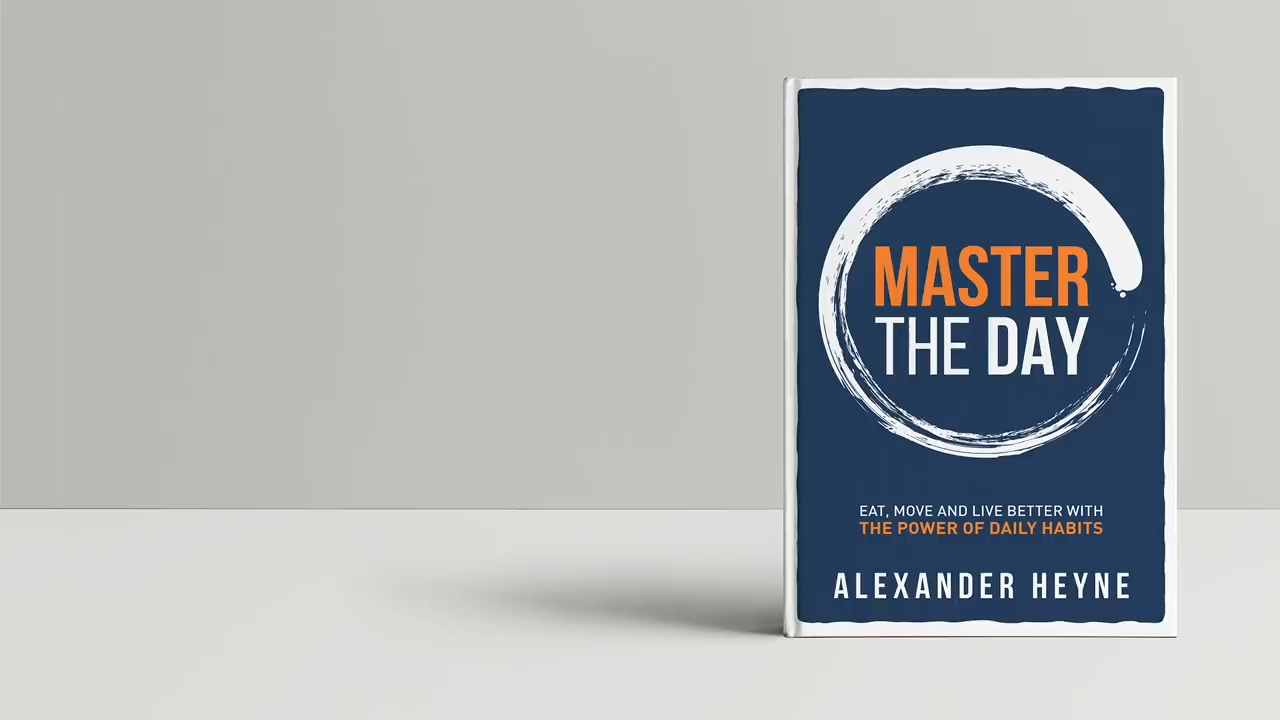 MASTER
THE DAY
EAT, MOVE AND LIVE BETTER WITH
THE POWER OF DAILY HABITS
ALEXANDER HEYNE